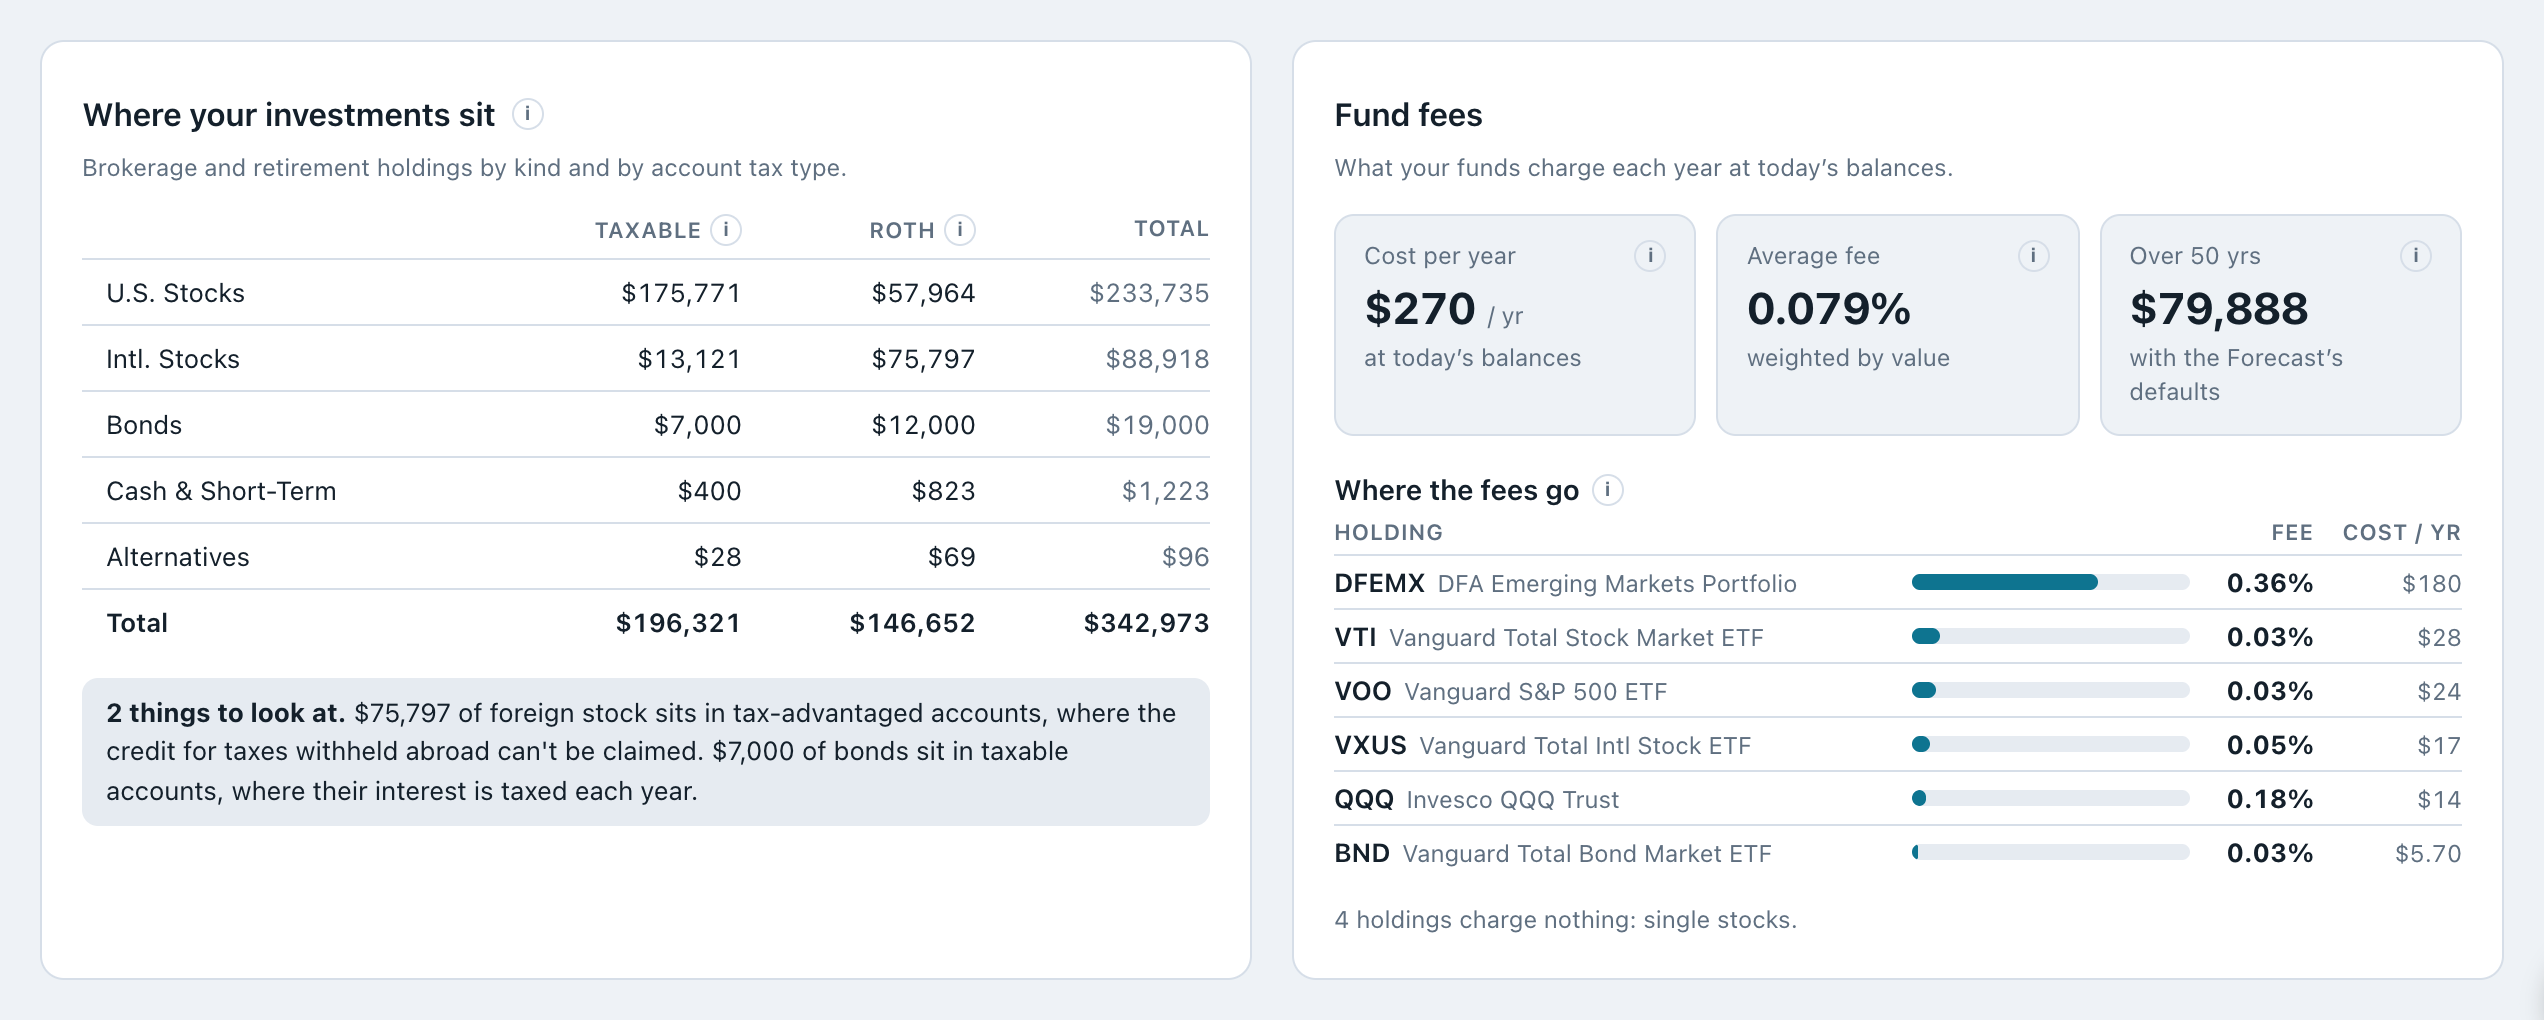 Where your investments sit i
Brokerage and retirement holdings by kind and by account tax type.
TAXABLE i ROTH i TOTAL
U.S. Stocks $175,771 $57,964 $233,735
Intl. Stocks $13,121 $75,797 $88,918
Bonds $7,000 $12,000 $19,000
Cash & Short-Term $400 $823 $1,223
Alternatives $28 $69 $96
Total $196,321 $146,652 $342,973
2 things to look at. $75,797 of foreign stock sits in tax-advantaged accounts, where the
credit for taxes withheld abroad can't be claimed. $7,000 of bonds sit in taxable
accounts, where their interest is taxed each year.
Fund fees
What your funds charge each year at today’s balances.
Cost per year i
$270 / yr
at today’s balances
Average fee i
0.079%
weighted by value
Over 50 yrs i
$79,888
with the Forecast’s
defaults
Where the fees go i
HOLDING FEE COST / YR
DFEMX DFA Emerging Markets Portfolio 0.36% $180
VTI Vanguard Total Stock Market ETF 0.03% $28
VOO Vanguard S&P 500 ETF 0.03% $24
VXUS Vanguard Total Intl Stock ETF 0.05% $17
QQQ Invesco QQQ Trust 0.18% $14
BND Vanguard Total Bond Market ETF 0.03% $5.70
4 holdings charge nothing: single stocks.